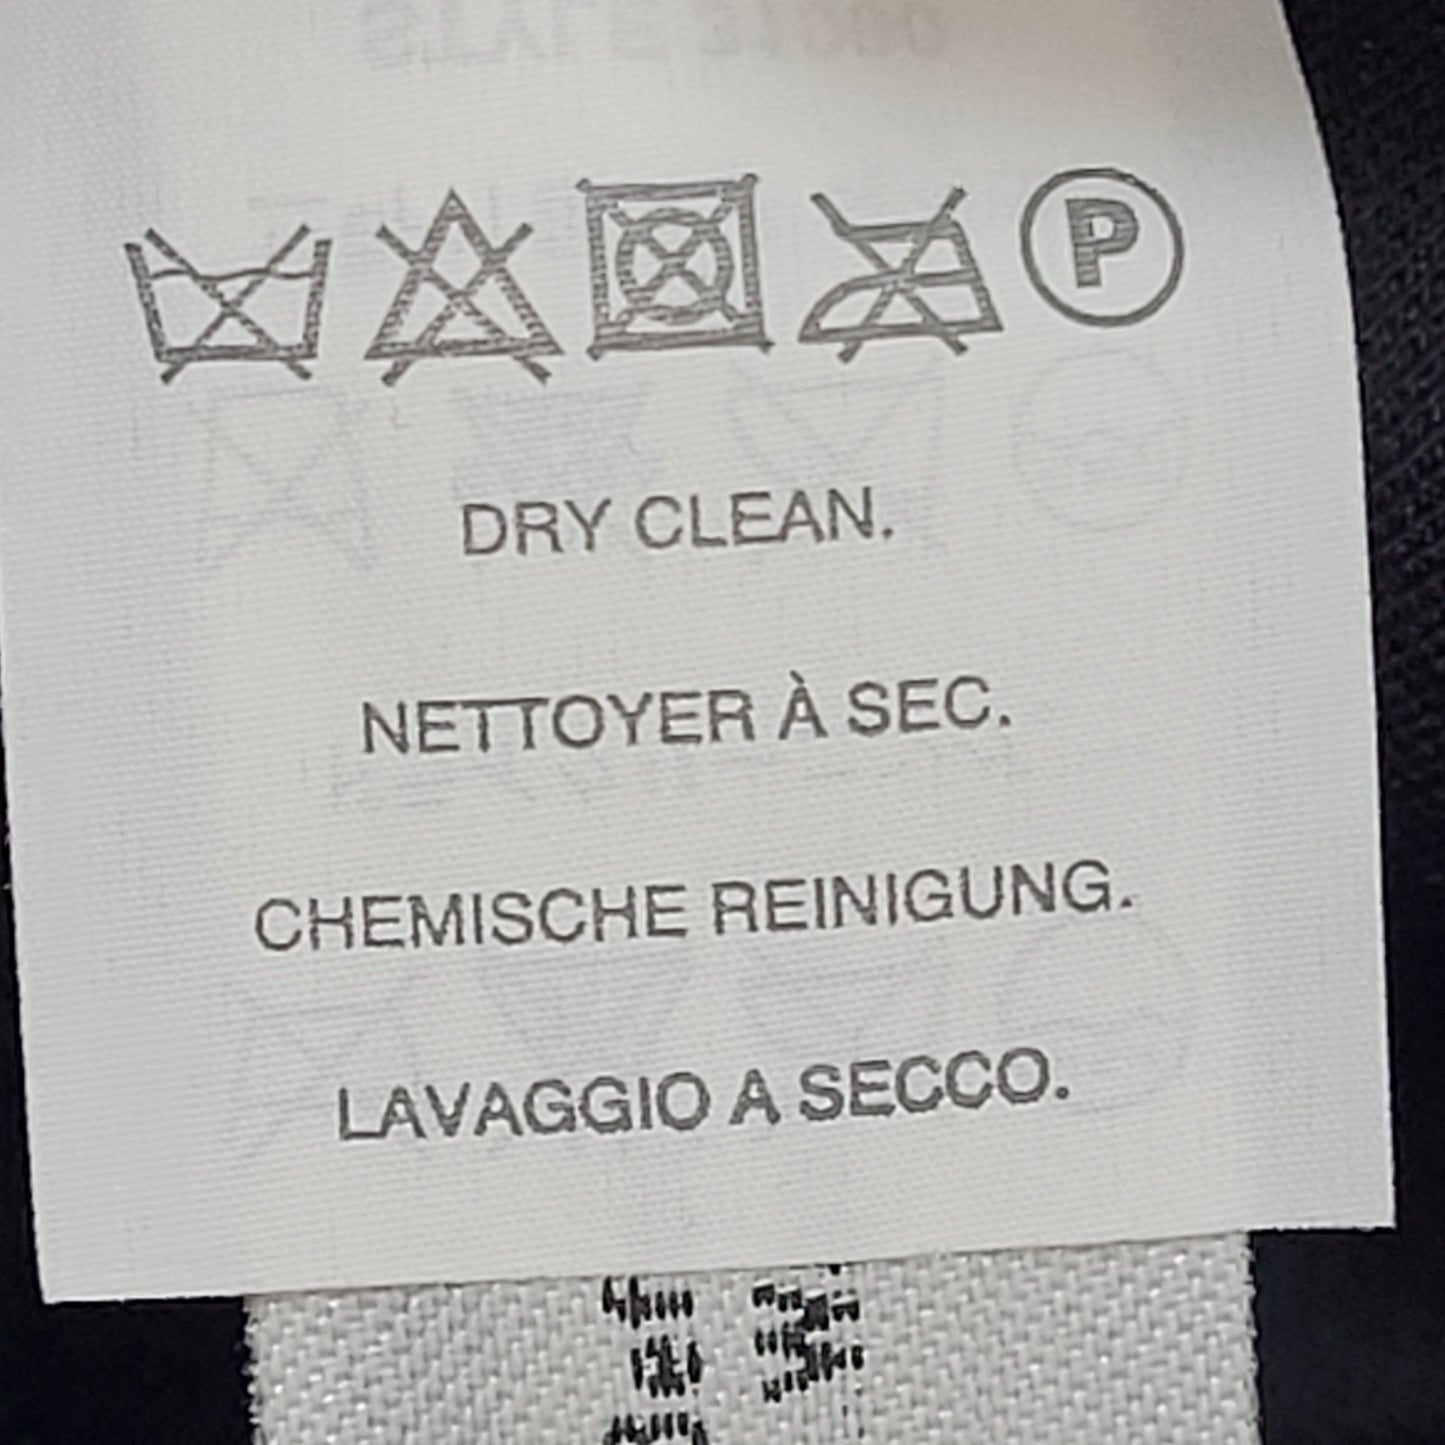 P
DRY CLEAN.
NETTOYER À SEC.
CHEMISCHE REINIGUNG.
LAVAGGIO A SECCO.